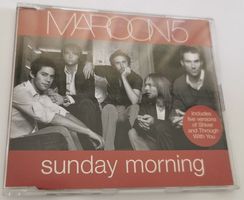 MAROON5
Includes
live versions
of Shiver
and Through
With You
sunday morning